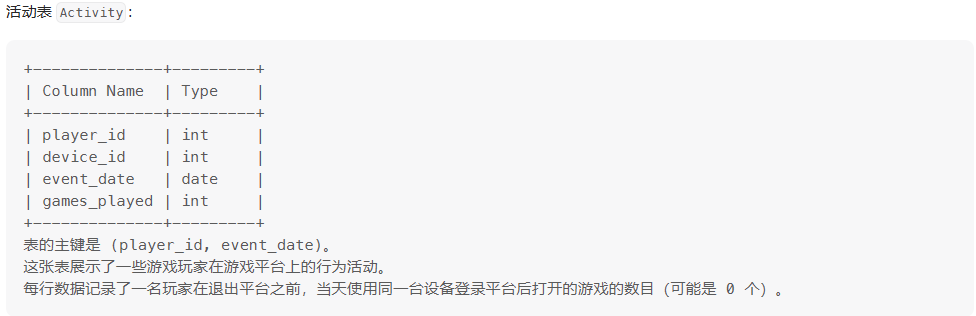 活动表 Activity：
+--------------+---------+
| Column Name  | Type    |
+--------------+---------+
| player_id    | int     |
| device_id    | int     |
| event_date   | date    |
| games_played | int     |
+--------------+---------+
表的主键是 (player_id, event_date)。
这张表展示了一些游戏玩家在游戏平台上的行为活动。
每行数据记录了一名玩家在退出平台之前，当天使用同一台设备登录平台后打开的游戏的数目（可能是 0 个）。